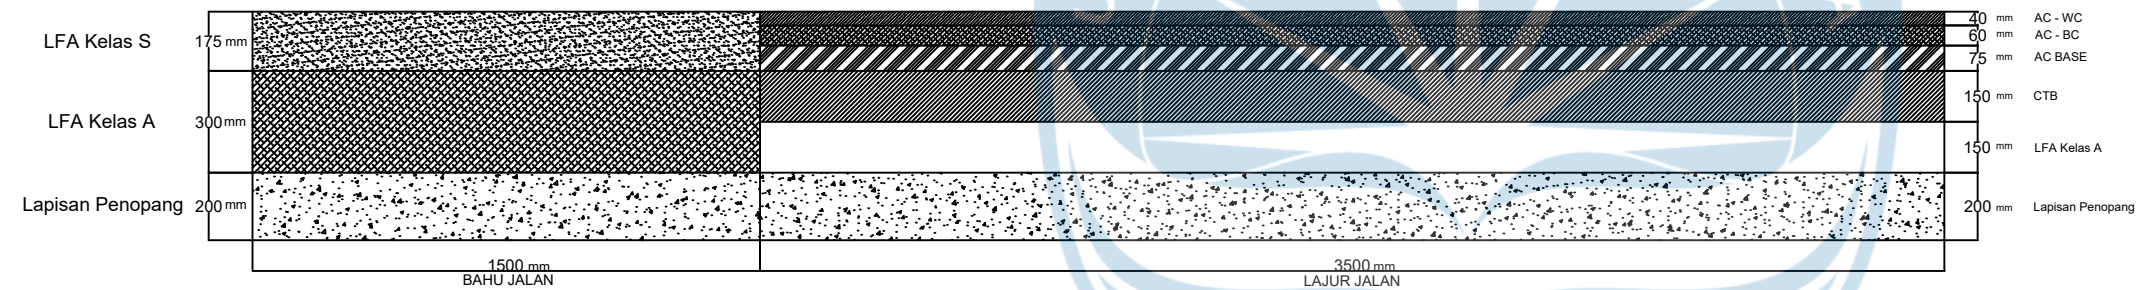 LFA Kelas S
175 mm
LFA Kelas A
300 mm
Lapisan Penopang
200 mm
40 mm AC - WC
60 mm AC - BC
75 mm AC BASE
150 mm CTB
150 mm LFA Kelas A
200 mm Lapisan Penopang
1500 mm
BAHU JALAN
3500 mm
LAJUR JALAN